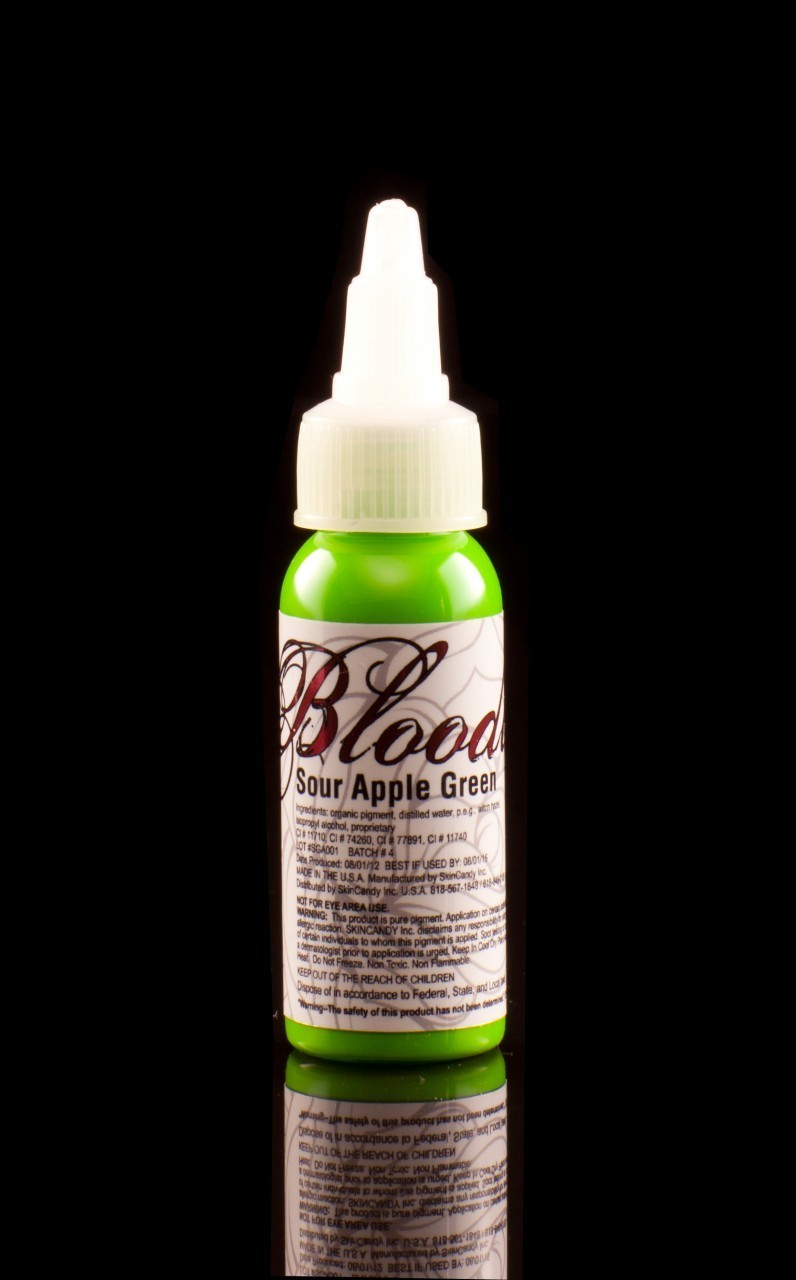 Blood
Sour Apple Green
Ingredients: organic pigment, distilled water, p.e.g., witch hazel
isopropyl alcohol, proprietary
CI # 11710, CI # 74260, CI # 77891, CI # 11740
LOT #SGA001 BATCH # 4
Date Produced: 08/01/12 BEST IF USED BY: 08/01/15
MADE IN THE U.S.A. Manufactured by SkinCandy Inc.
Distributed by SkinCandy Inc. U.S.A. 818-567-1848 /
NOT FOR EYE AREA USE.
WARNING: This product is pure pigment. Application on
allergic reaction. SKINCANDY Inc. disclaims any responsibility
of certain individuals to whom this pigment is applied. Spot
a dermatologist prior to application is urged. Keep In Cool Dry
Heat. Do Not Freeze. Non Toxic. Non Flammable.
KEEP OUT OF THE REACH OF CHILDREN
Dispose of in accordance to Federal, State, and Local
*Warning--The safety of this product has not been determined